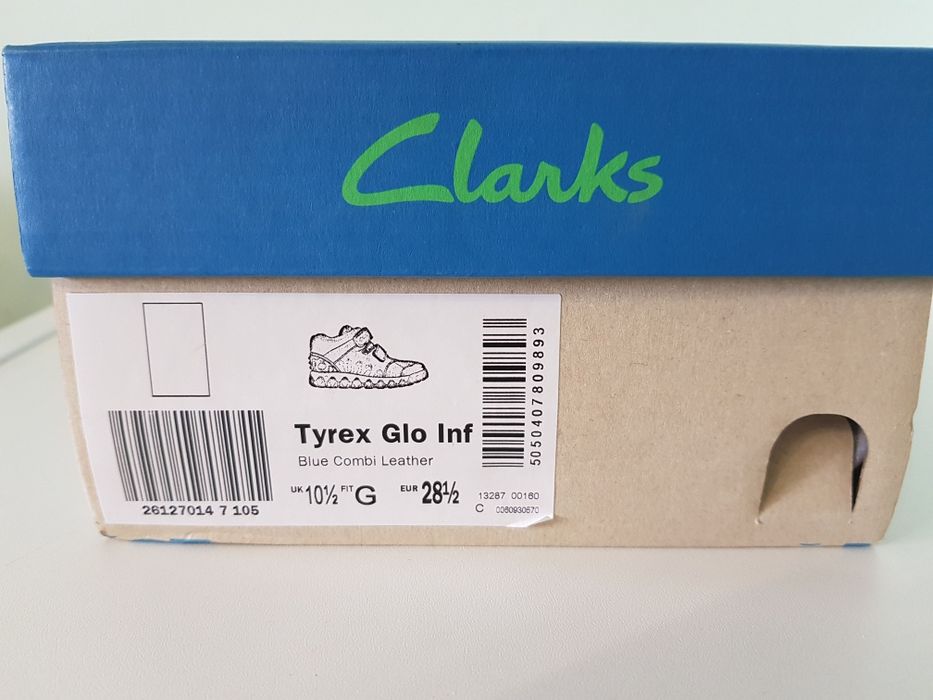 Clarks
Tyrex Glo Inf
Blue Combi Leather
UK 10½ FIT G EUR 28½
26127014 7 105
5050407809893
13287 00160
C 0060930570